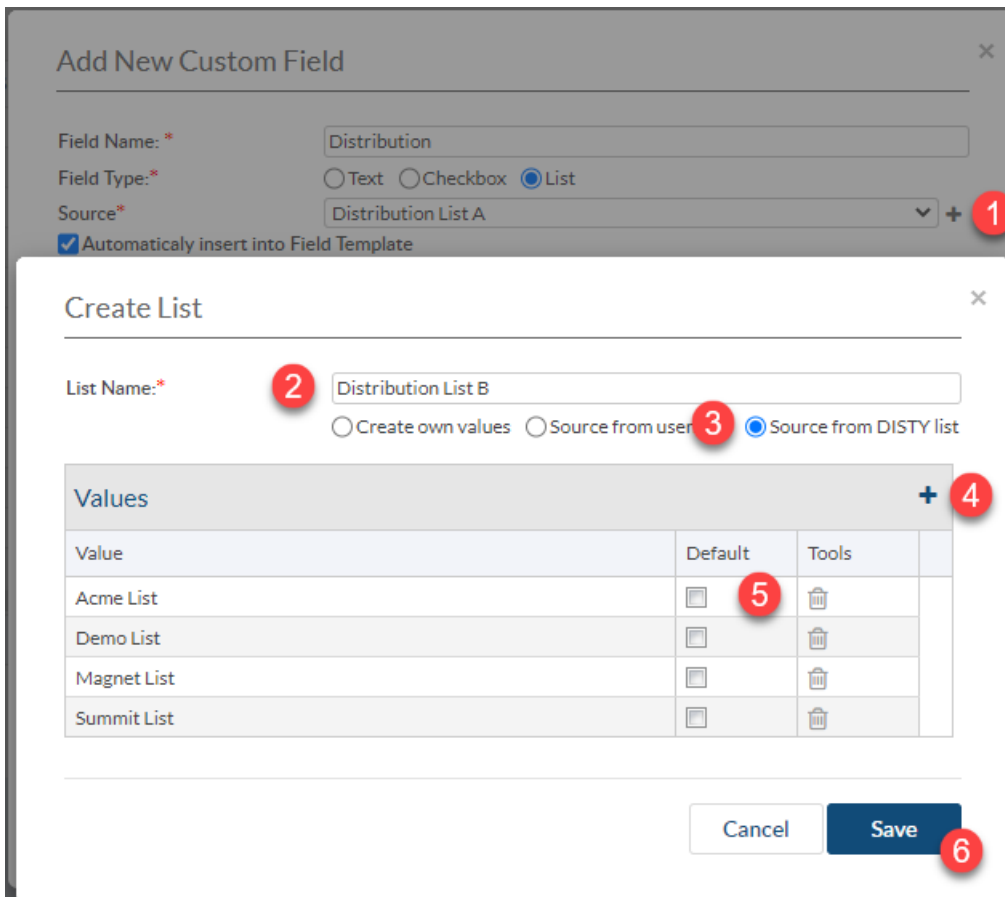 Add New Custom Field
Field Name: *
Distribution
Field Type:*
Text Checkbox List
Source*
Distribution List A
1
Automaticaly insert into Field Template
Create List
List Name:*
2
Distribution List B
Create own values Source from user 3 Source from DISTY list
Values
4
Value Default Tools
Acme List
5
Demo List
Magnet List
Summit List
Cancel Save
6